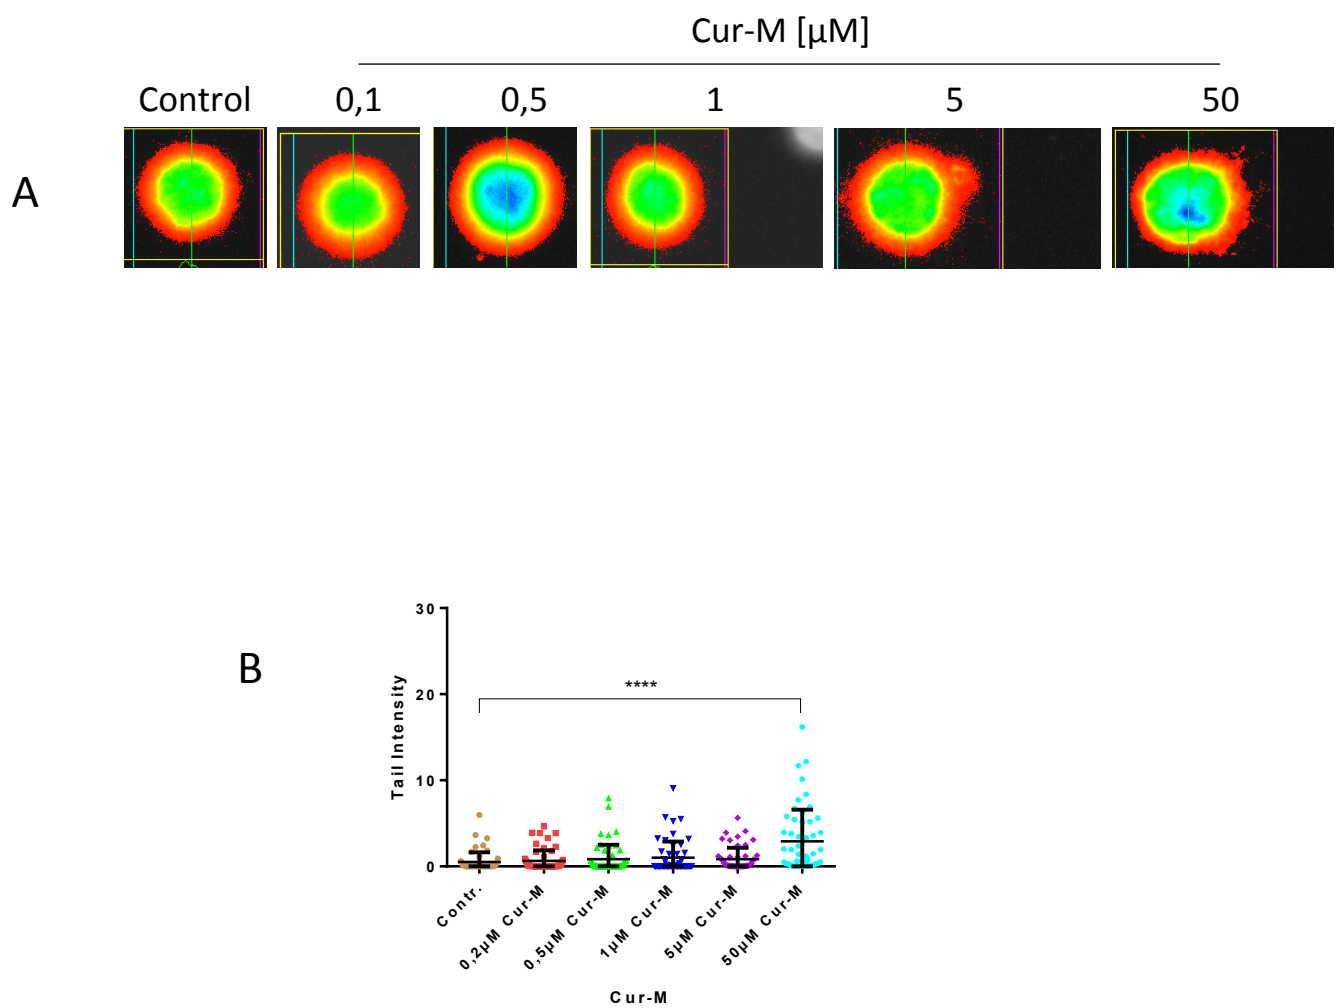 Cur-M [µM]
Control 0,1 0,5 1 5 50
A
B
30
20
10
0
Tail Intensity
****
Contr.
0,2µM Cur-M
0,5µM Cur-M
1µM Cur-M
5µM Cur-M
50µM Cur-M
Cur-M